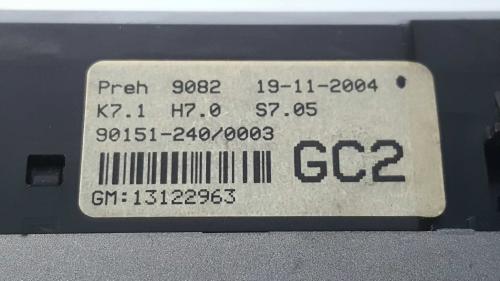 Preh 9082 19-11-2004
K7.1 H7.0 S7.05
90151-240/0003
GC2
GM:13122963